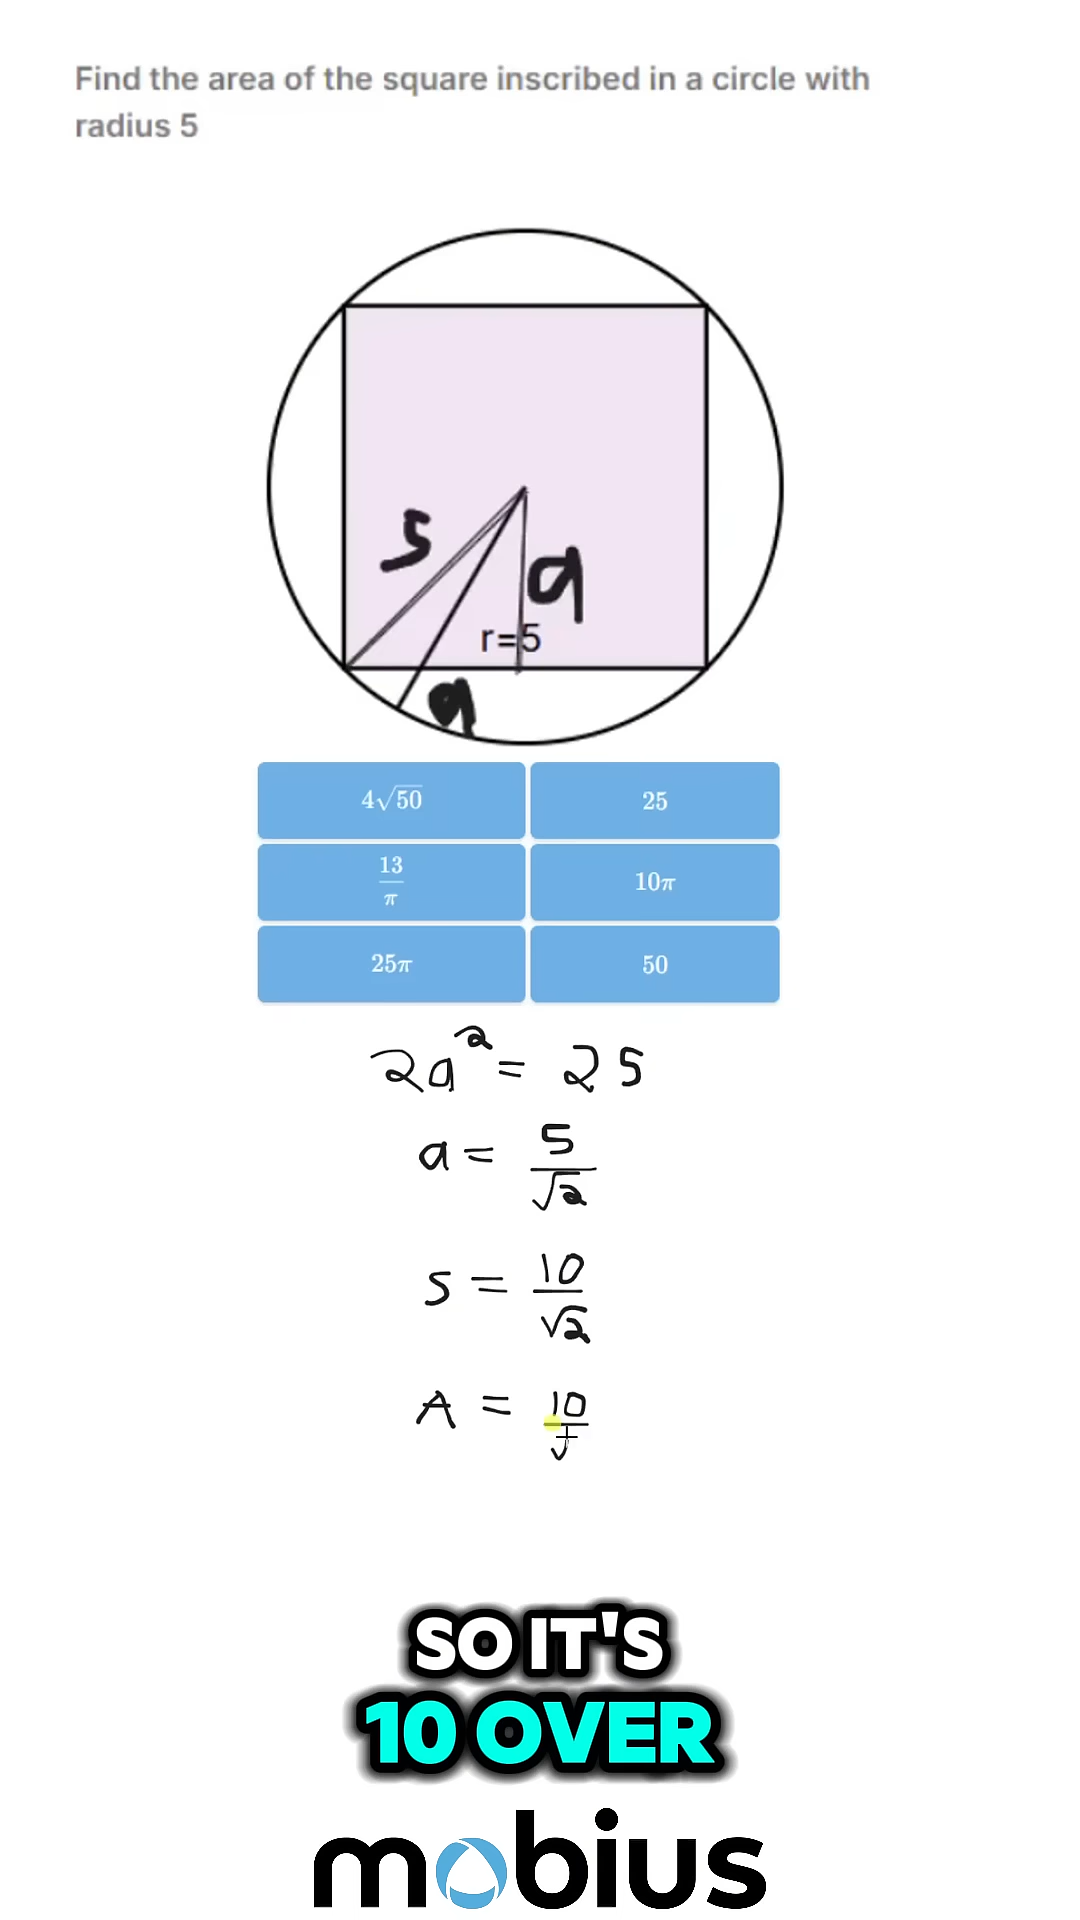 Find the area of the square inscribed in a circle with
radius 5
5
a
r=5
a
4√50
25
13/π
10π
25π
50
2a² = 25
a = 5/√2
s = 10/√2
A = 10/√
SO IT'S
10 OVER
mobius